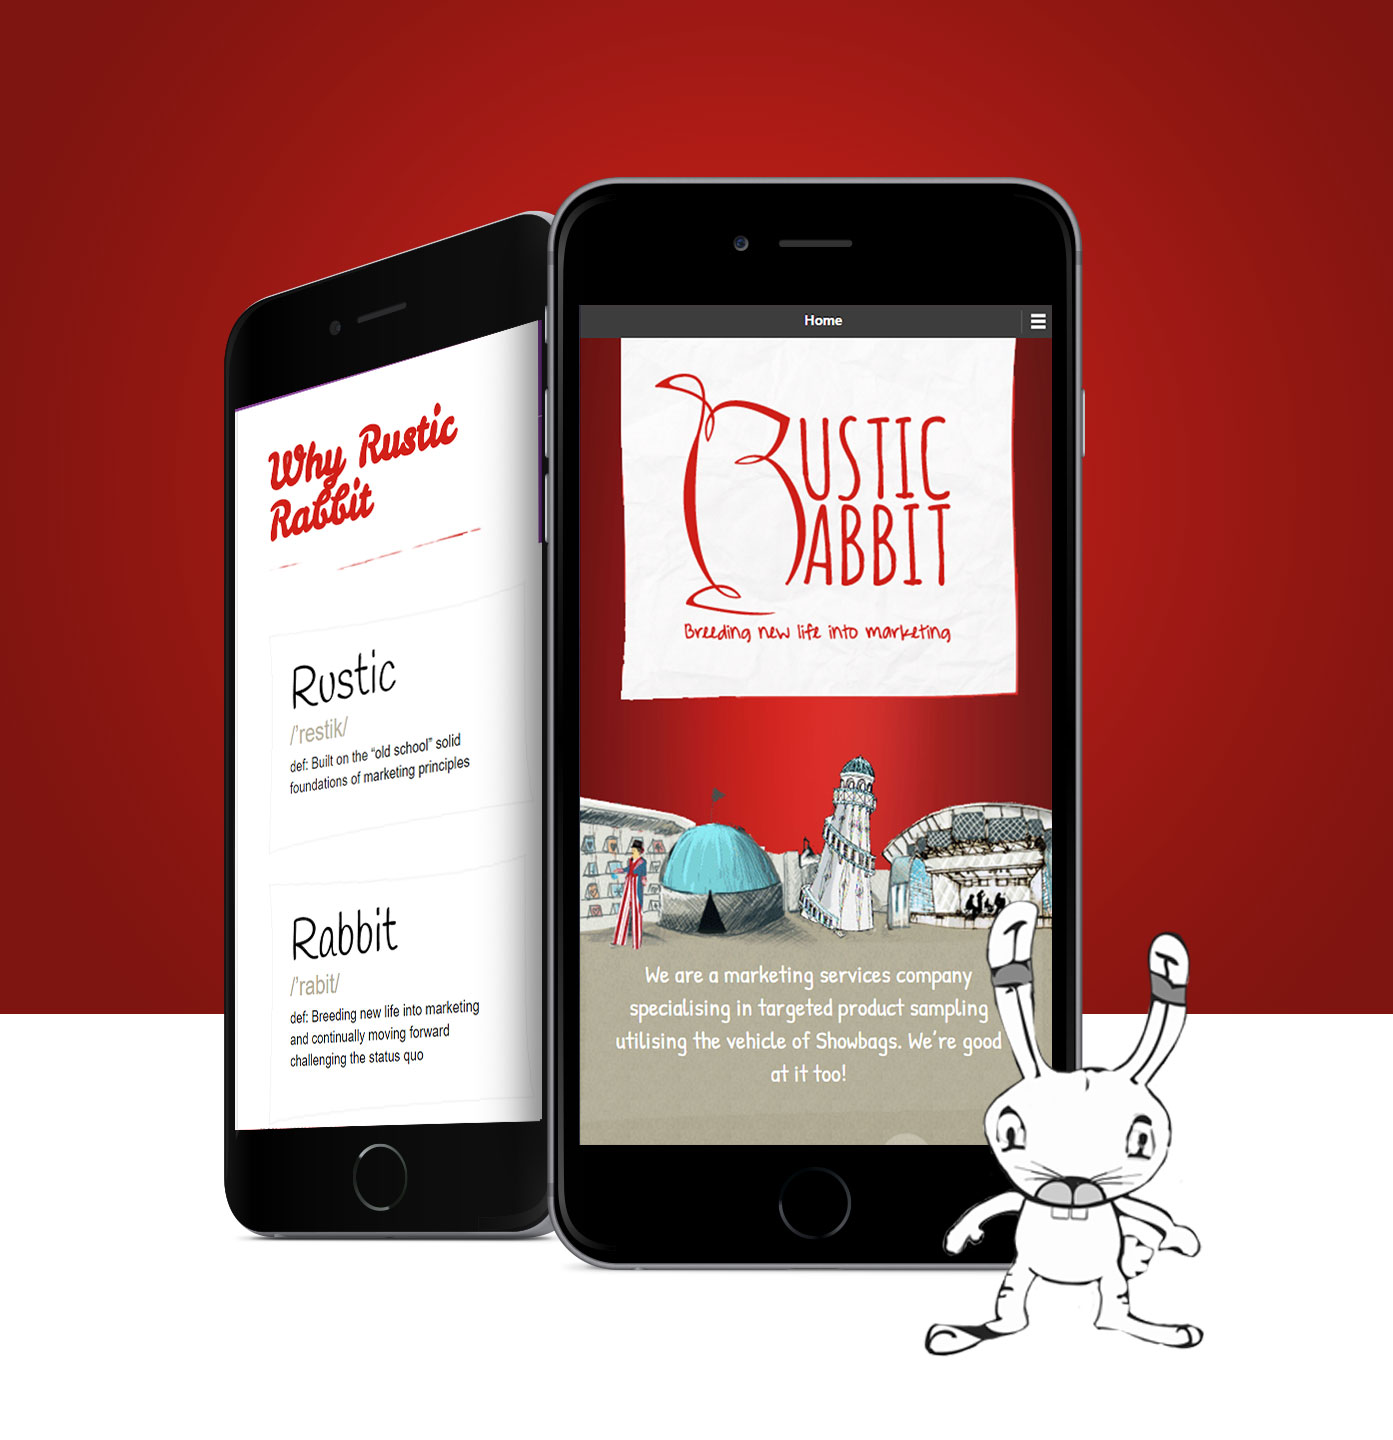 Why Rustic
Rabbit
Rustic
/'restik/
def: Built on the “old school” solid
foundations of marketing principles
Rabbit
/'rabit/
def: Breeding new life into marketing
and continually moving forward
challenging the status quo
Home
RUSTIC
RABBIT
Breeding new life into marketing
We are a marketing services company
specialising in targeted product sampling
utilising the vehicle of Showbags. We’re good
at it too!